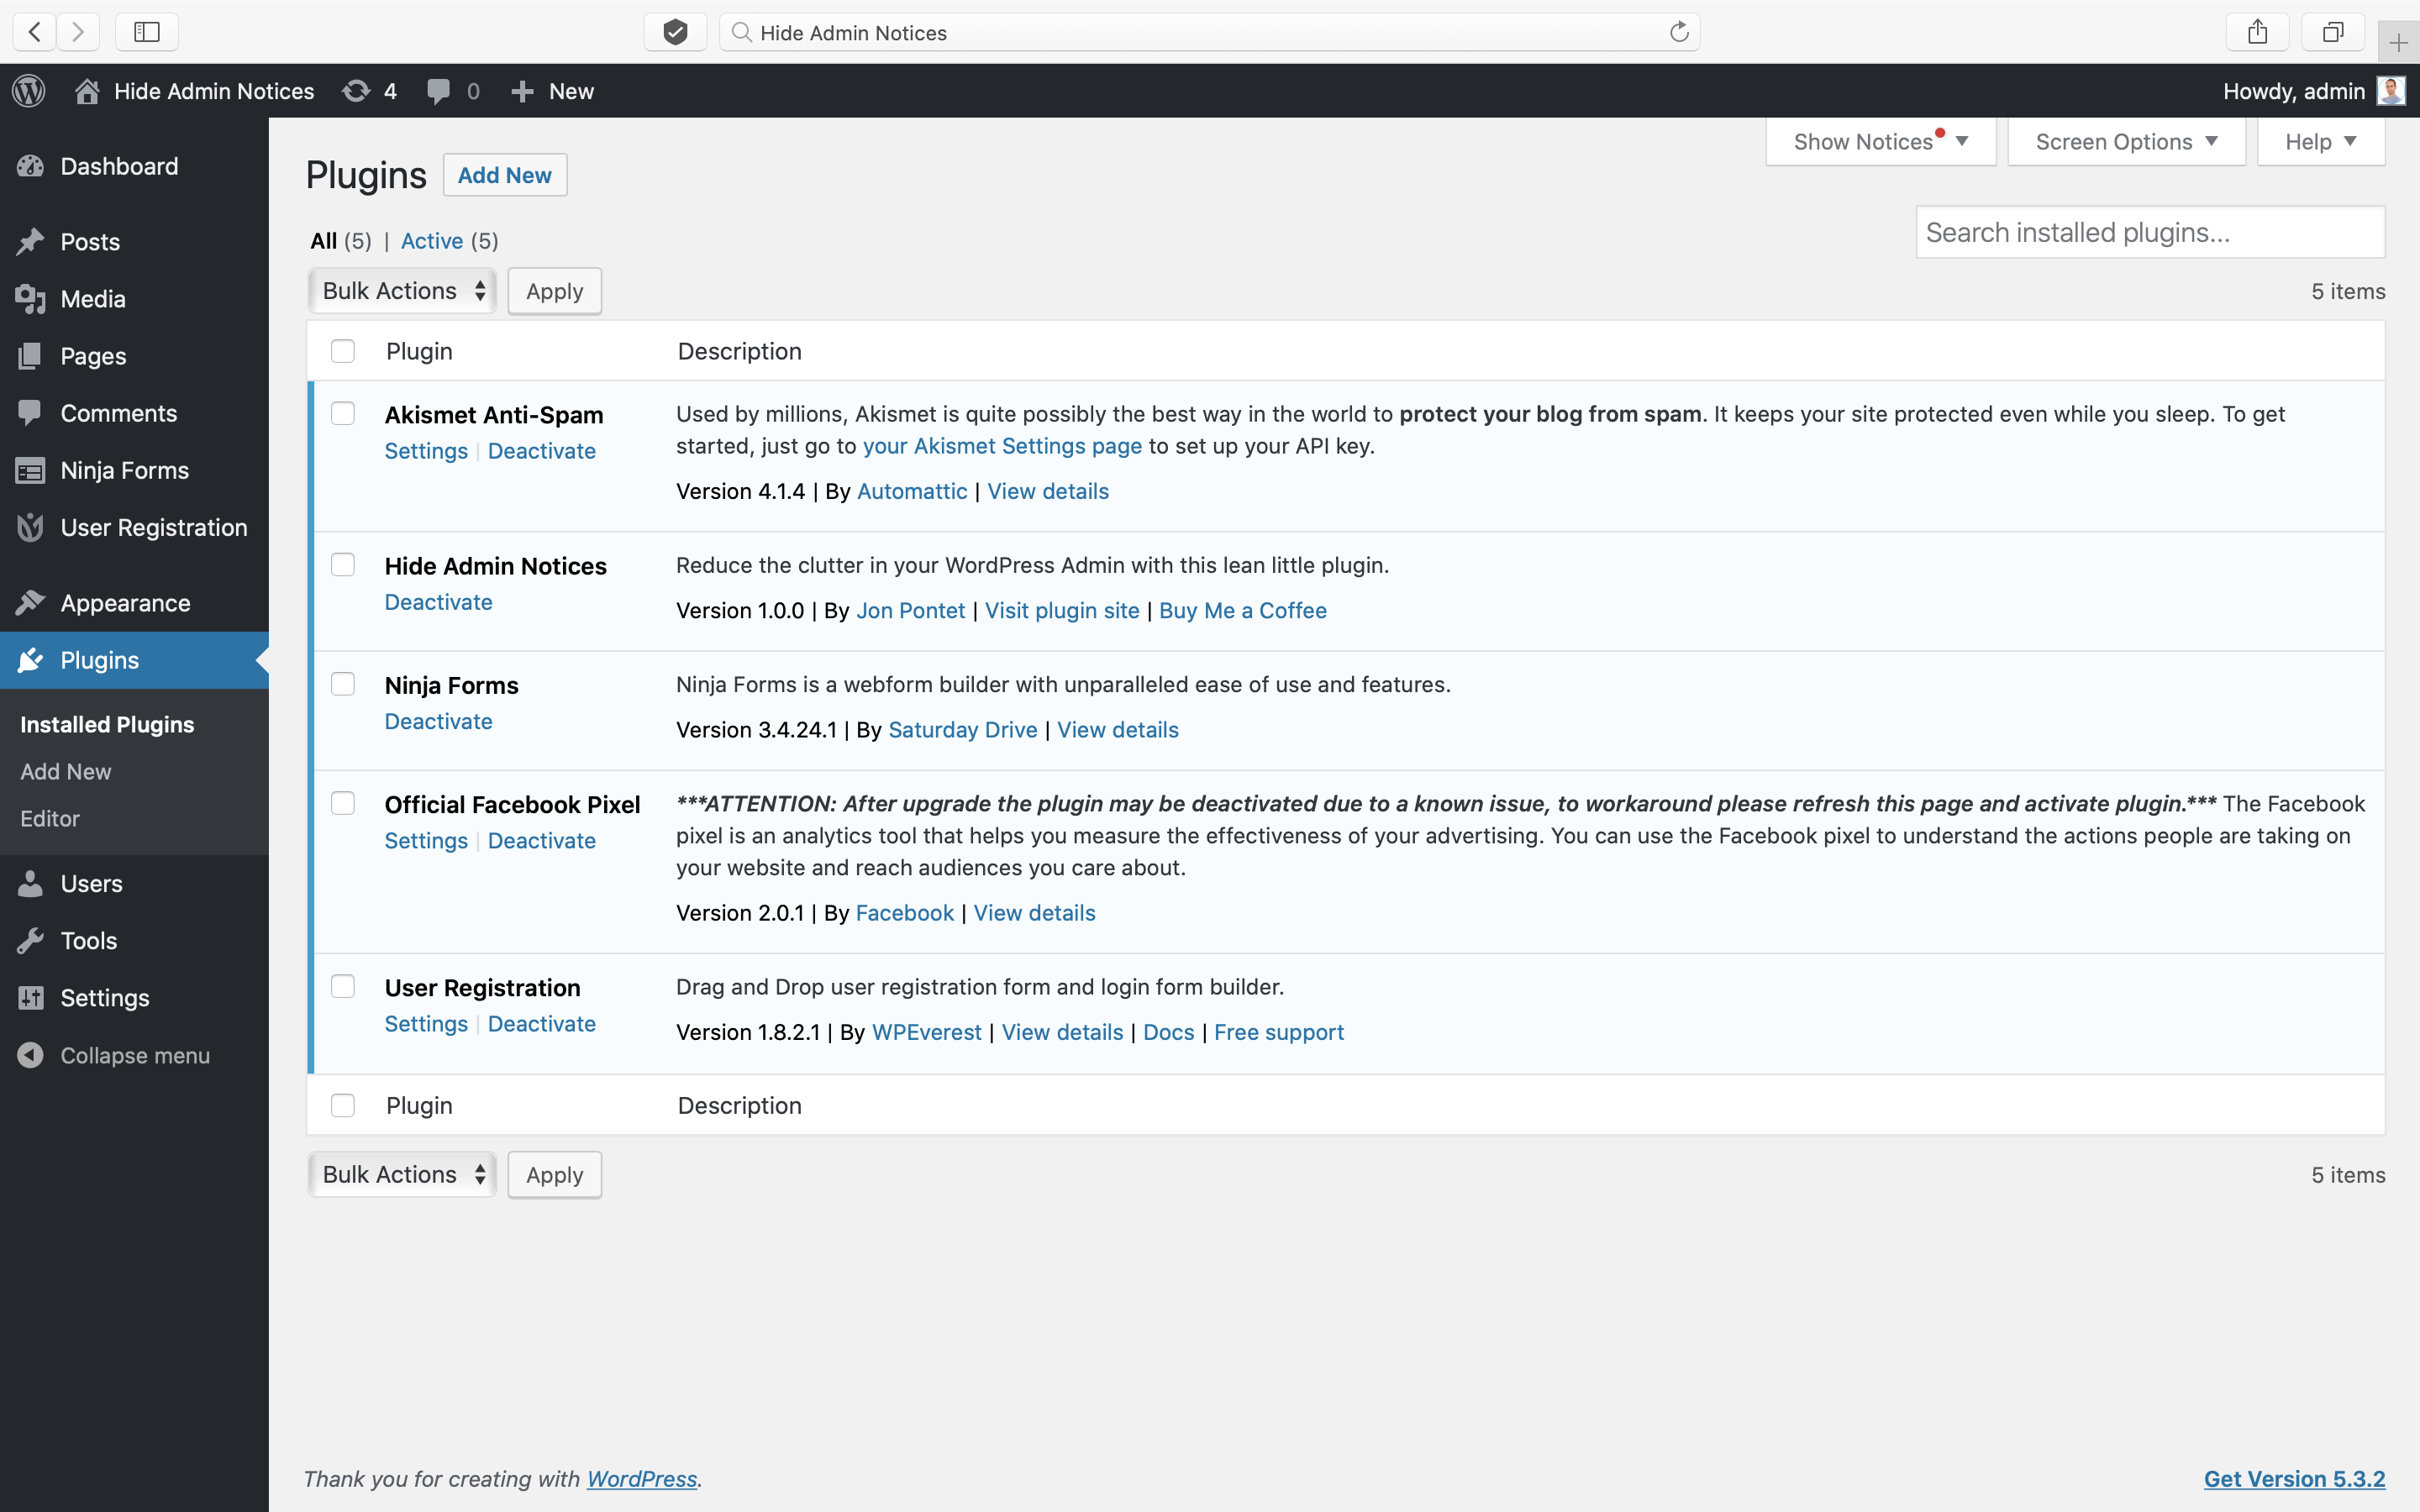 Hide Admin Notices
Hide Admin Notices 4 0 New
Howdy, admin
Dashboard
Posts
Media
Pages
Comments
Ninja Forms
User Registration
Appearance
Plugins
Installed Plugins
Add New
Editor
Users
Tools
Settings
Collapse menu
Show Notices
Screen Options
Help
Plugins Add New
All (5) | Active (5)
Search installed plugins...
Bulk Actions Apply
5 items
Plugin Description
Akismet Anti-Spam
Settings | Deactivate
Used by millions, Akismet is quite possibly the best way in the world to protect your blog from spam. It keeps your site protected even while you sleep. To get
started, just go to your Akismet Settings page to set up your API key.
Version 4.1.4 | By Automattic | View details
Hide Admin Notices
Deactivate
Reduce the clutter in your WordPress Admin with this lean little plugin.
Version 1.0.0 | By Jon Pontet | Visit plugin site | Buy Me a Coffee
Ninja Forms
Deactivate
Ninja Forms is a webform builder with unparalleled ease of use and features.
Version 3.4.24.1 | By Saturday Drive | View details
Official Facebook Pixel
Settings | Deactivate
***ATTENTION: After upgrade the plugin may be deactivated due to a known issue, to workaround please refresh this page and activate plugin.*** The Facebook
pixel is an analytics tool that helps you measure the effectiveness of your advertising. You can use the Facebook pixel to understand the actions people are taking on
your website and reach audiences you care about.
Version 2.0.1 | By Facebook | View details
User Registration
Settings | Deactivate
Drag and Drop user registration form and login form builder.
Version 1.8.2.1 | By WPEverest | View details | Docs | Free support
Plugin Description
Bulk Actions Apply
5 items
Thank you for creating with WordPress.
Get Version 5.3.2